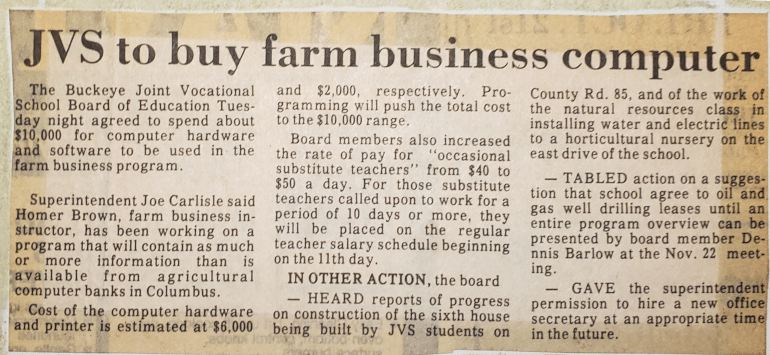 JVS to buy farm business computer
The Buckeye Joint Vocational
School Board of Education Tues-
day night agreed to spend about
$10,000 for computer hardware
and software to be used in the
farm business program.
Superintendent Joe Carlisle said
Homer Brown, farm business in-
structor, has been working on a
program that will contain as much
or more information than is
available from agricultural
computer banks in Columbus.
Cost of the computer hardware
and printer is estimated at $6,000
and $2,000, respectively. Pro-
gramming will push the total cost
to the $10,000 range.
Board members also increased
the rate of pay for "occasional
substitute teachers" from $40 to
$50 a day. For those substitute
teachers called upon to work for a
period of 10 days or more, they
will be placed on the regular
teacher salary schedule beginning
on the 11th day.
IN OTHER ACTION, the board
— HEARD reports of progress
on construction of the sixth house
being built by JVS students on
County Rd. 85, and of the work of
the natural resources class in
installing water and electric lines
to a horticultural nursery on the
east drive of the school.
— TABLED action on a sugges-
tion that school agree to oil and
gas well drilling leases until an
entire program overview can be
presented by board member De-
nnis Barlow at the Nov. 22 meet-
ing.
— GAVE the superintendent
permission to hire a new office
secretary at an appropriate time
in the future.